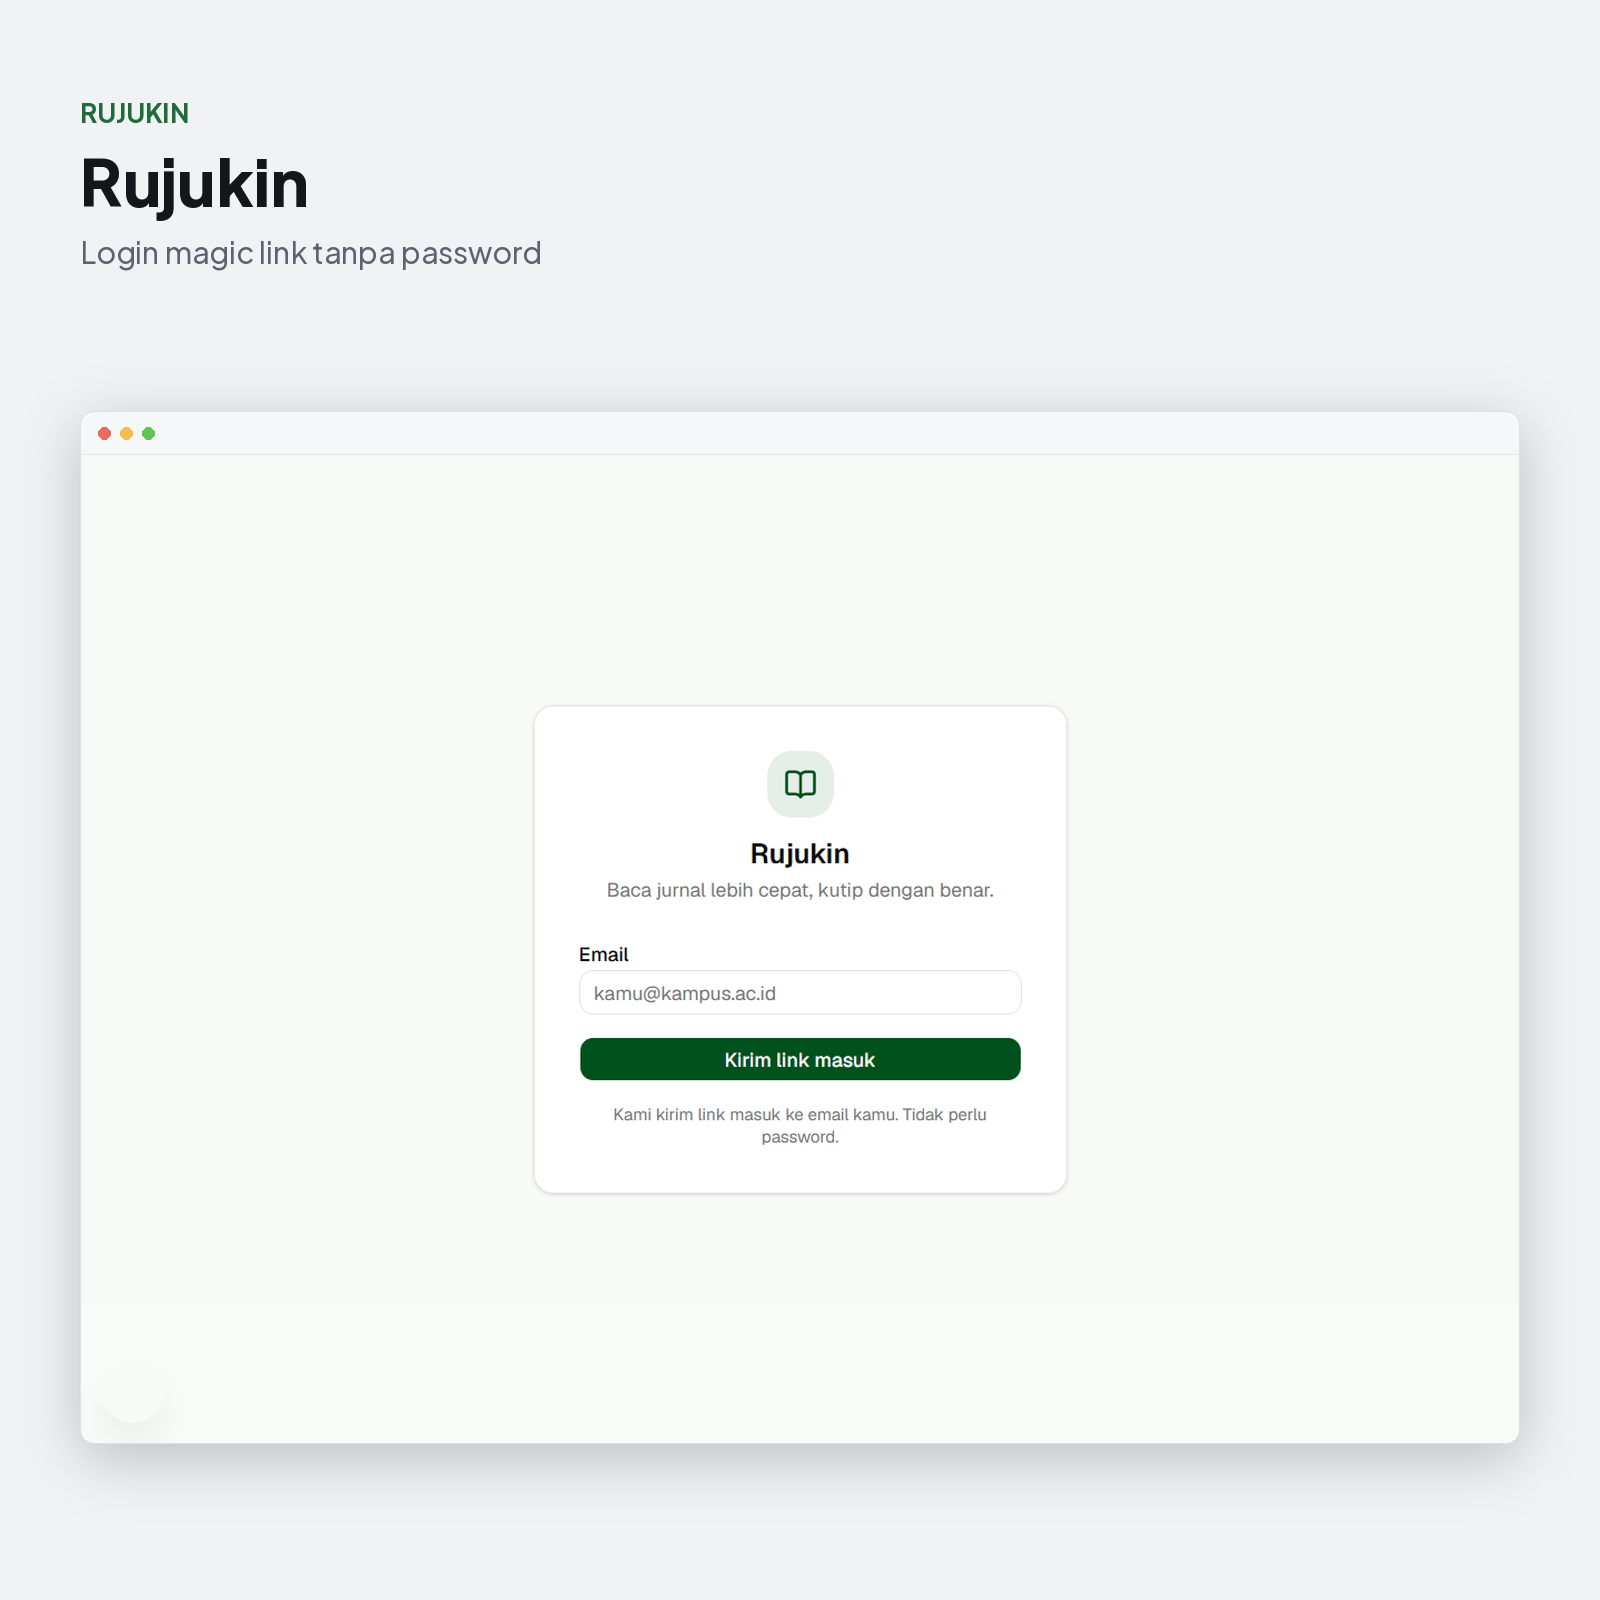 RUJUKIN
Rujukin
Login magic link tanpa password
Rujukin
Baca jurnal lebih cepat, kutip dengan benar.
Email
kamu@kampus.ac.id
Kirim link masuk
Kami kirim link masuk ke email kamu. Tidak perlu
password.